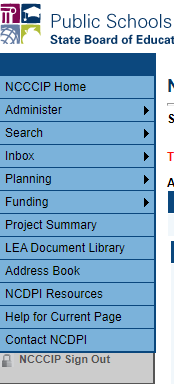 Public Schools
State Board of Educat
NCCCIP Home
Administer
Search
Inbox
Planning
Funding
Project Summary
LEA Document Library
Address Book
NCDPI Resources
Help for Current Page
Contact NCDPI
NCCCIP Sign Out
N
S
T
A